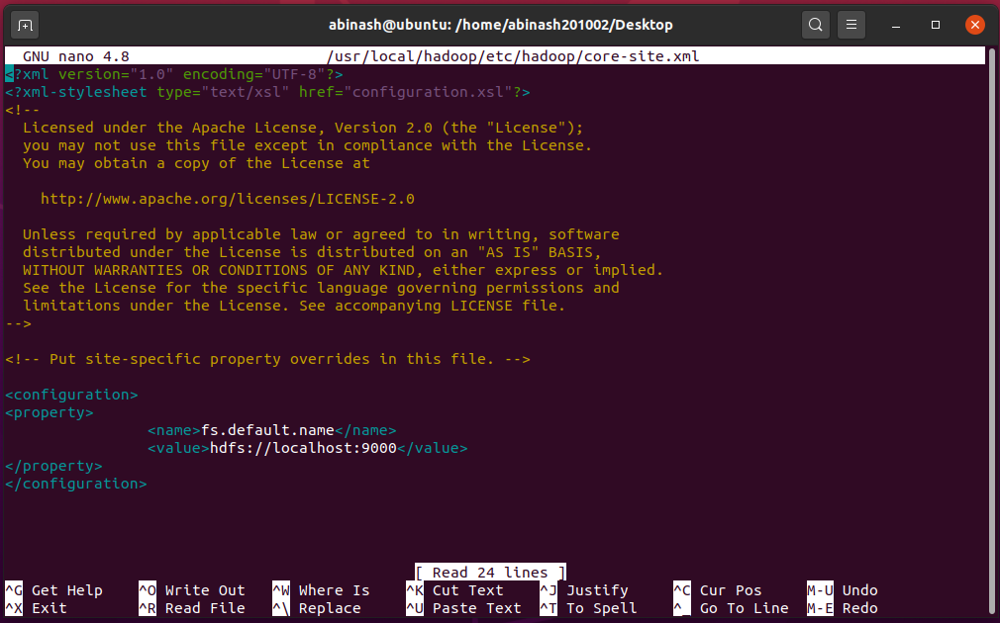 abinash@ubuntu: /home/abinash201002/Desktop
GNU nano 4.8 /usr/local/hadoop/etc/hadoop/core-site.xml
<?xml version="1.0" encoding="UTF-8"?>
<?xml-stylesheet type="text/xsl" href="configuration.xsl"?>
<!--
  Licensed under the Apache License, Version 2.0 (the "License");
  you may not use this file except in compliance with the License.
  You may obtain a copy of the License at

    http://www.apache.org/licenses/LICENSE-2.0

  Unless required by applicable law or agreed to in writing, software
  distributed under the License is distributed on an "AS IS" BASIS,
  WITHOUT WARRANTIES OR CONDITIONS OF ANY KIND, either express or implied.
  See the License for the specific language governing permissions and
  limitations under the License. See accompanying LICENSE file.
-->

<!-- Put site-specific property overrides in this file. -->

<configuration>
<property>
                <name>fs.default.name</name>
                <value>hdfs://localhost:9000</value>
</property>
</configuration>

[ Read 24 lines ]
^G Get Help ^O Write Out ^W Where Is ^K Cut Text ^J Justify ^C Cur Pos M-U Undo
^X Exit ^R Read File ^\ Replace ^U Paste Text ^T To Spell ^_ Go To Line M-E Redo